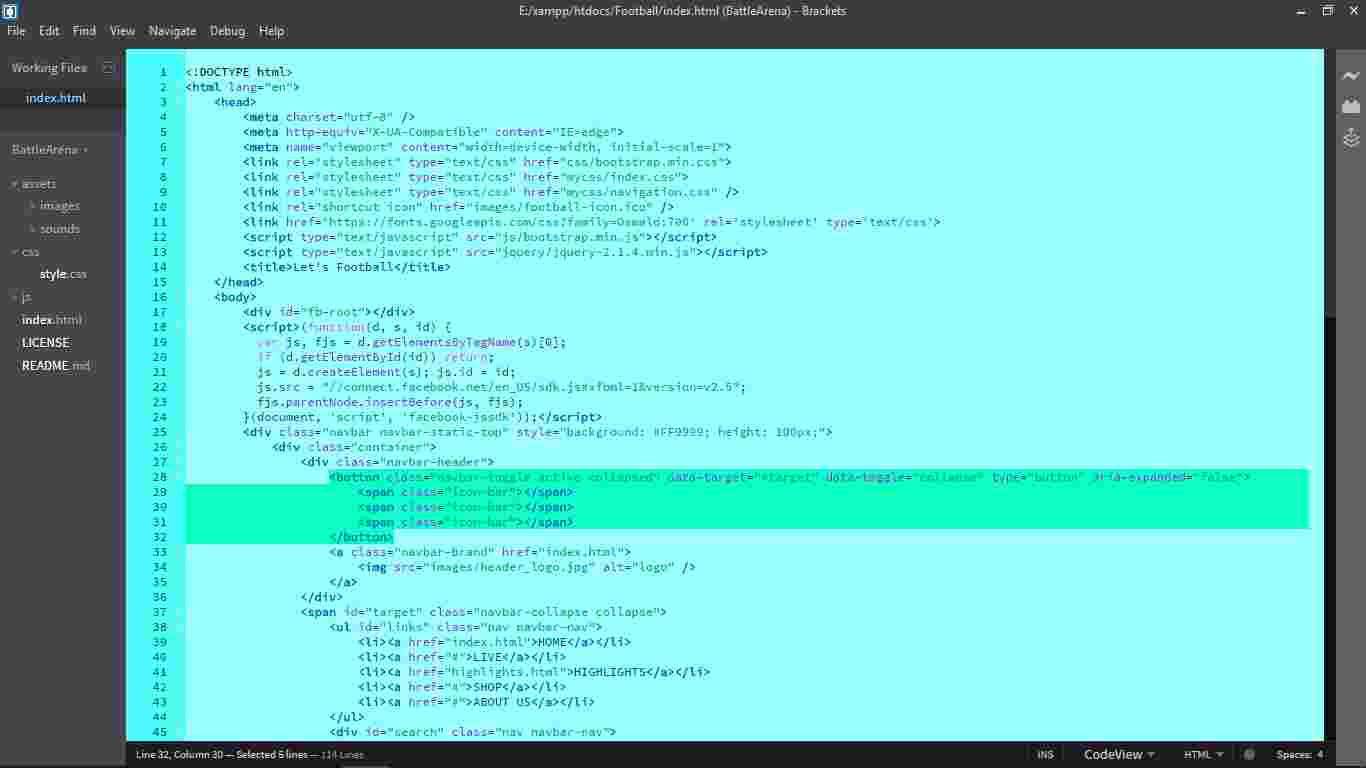 E:/xampp/htdocs/Football/index.html (BattleArena) - Brackets
File Edit Find View Navigate Debug Help
Working Files
index.html
BattleArena
assets
images
sounds
css
style.css
js
index.html
LICENSE
README.md
1 <!DOCTYPE html>
2 <html lang="en">
3 <head>
4 <meta charset="utf-8" />
5 <meta http-equiv="X-UA-Compatible" content="IE=edge">
6 <meta name="viewport" content="width=device-width, initial-scale=1">
7 <link rel="stylesheet" type="text/css" href="css/bootstrap.min.css">
8 <link rel="stylesheet" type="text/css" href="mycss/index.css">
9 <link rel="stylesheet" type="text/css" href="mycss/navigation.css" />
10 <link rel="shortcut icon" href="images/football-icon.ico" />
11 <link href='https://fonts.googleapis.com/css?family=Oswald:700' rel='stylesheet' type='text/css'>
12 <script type="text/javascript" src="js/bootstrap.min.js"></script>
13 <script type="text/javascript" src="jquery/jquery-2.1.4.min.js"></script>
14 <title>Let's Football</title>
15 </head>
16 <body>
17 <div id="fb-root"></div>
18 <script>(function(d, s, id) {
19 var js, fjs = d.getElementsByTagName(s)[0];
20 if (d.getElementById(id)) return;
21 js = d.createElement(s); js.id = id;
22 js.src = "//connect.facebook.net/en_US/sdk.js#xfbml=1&version=v2.5";
23 fjs.parentNode.insertBefore(js, fjs);
24 }(document, 'script', 'facebook-jssdk'));</script>
25 <div class="navbar navbar-static-top" style="background: #FF9999; height: 100px;">
26 <div class="container">
27 <div class="navbar-header">
28 <button class="navbar-toggle active collapsed" data-target="#target" data-toggle="collapse" type="button" aria-expanded="false">
29 <span class="icon-bar"></span>
30 <span class="icon-bar"></span>
31 <span class="icon-bar"></span>
32 </button>
33 <a class="navbar-brand" href="index.html">
34 <img src="images/header_logo.jpg" alt="logo" />
35 </a>
36 </div>
37 <span id="target" class="navbar-collapse collapse">
38 <ul id="links" class="nav navbar-nav">
39 <li><a href="index.html">HOME</a></li>
40 <li><a href="#">LIVE</a></li>
41 <li><a href="highlights.html">HIGHLIGHTS</a></li>
42 <li><a href="#">SHOP</a></li>
43 <li><a href="#">ABOUT US</a></li>
44 </ul>
45 <div id="search" class="nav navbar-nav">
Line 32, Column 30 — Selected 5 lines — 114 Lines
INS CodeView HTML Spaces: 4